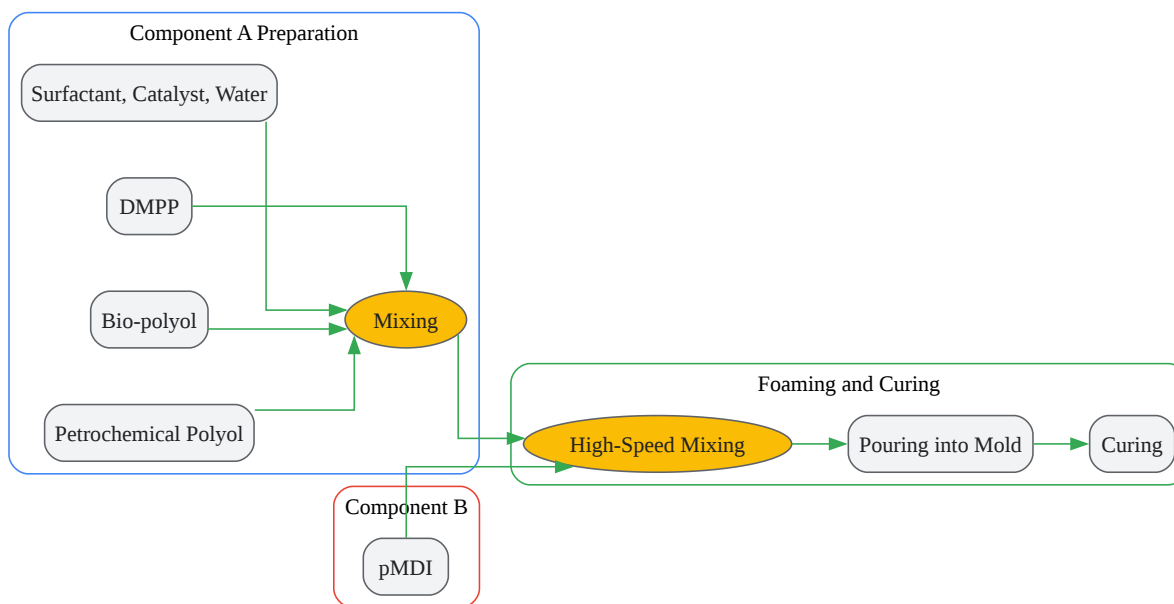 Component A Preparation
Surfactant, Catalyst, Water
DMPP
Bio-polyol
Mixing
Petrochemical Polyol
Foaming and Curing
High-Speed Mixing
Pouring into Mold
Curing
Component B
pMDI